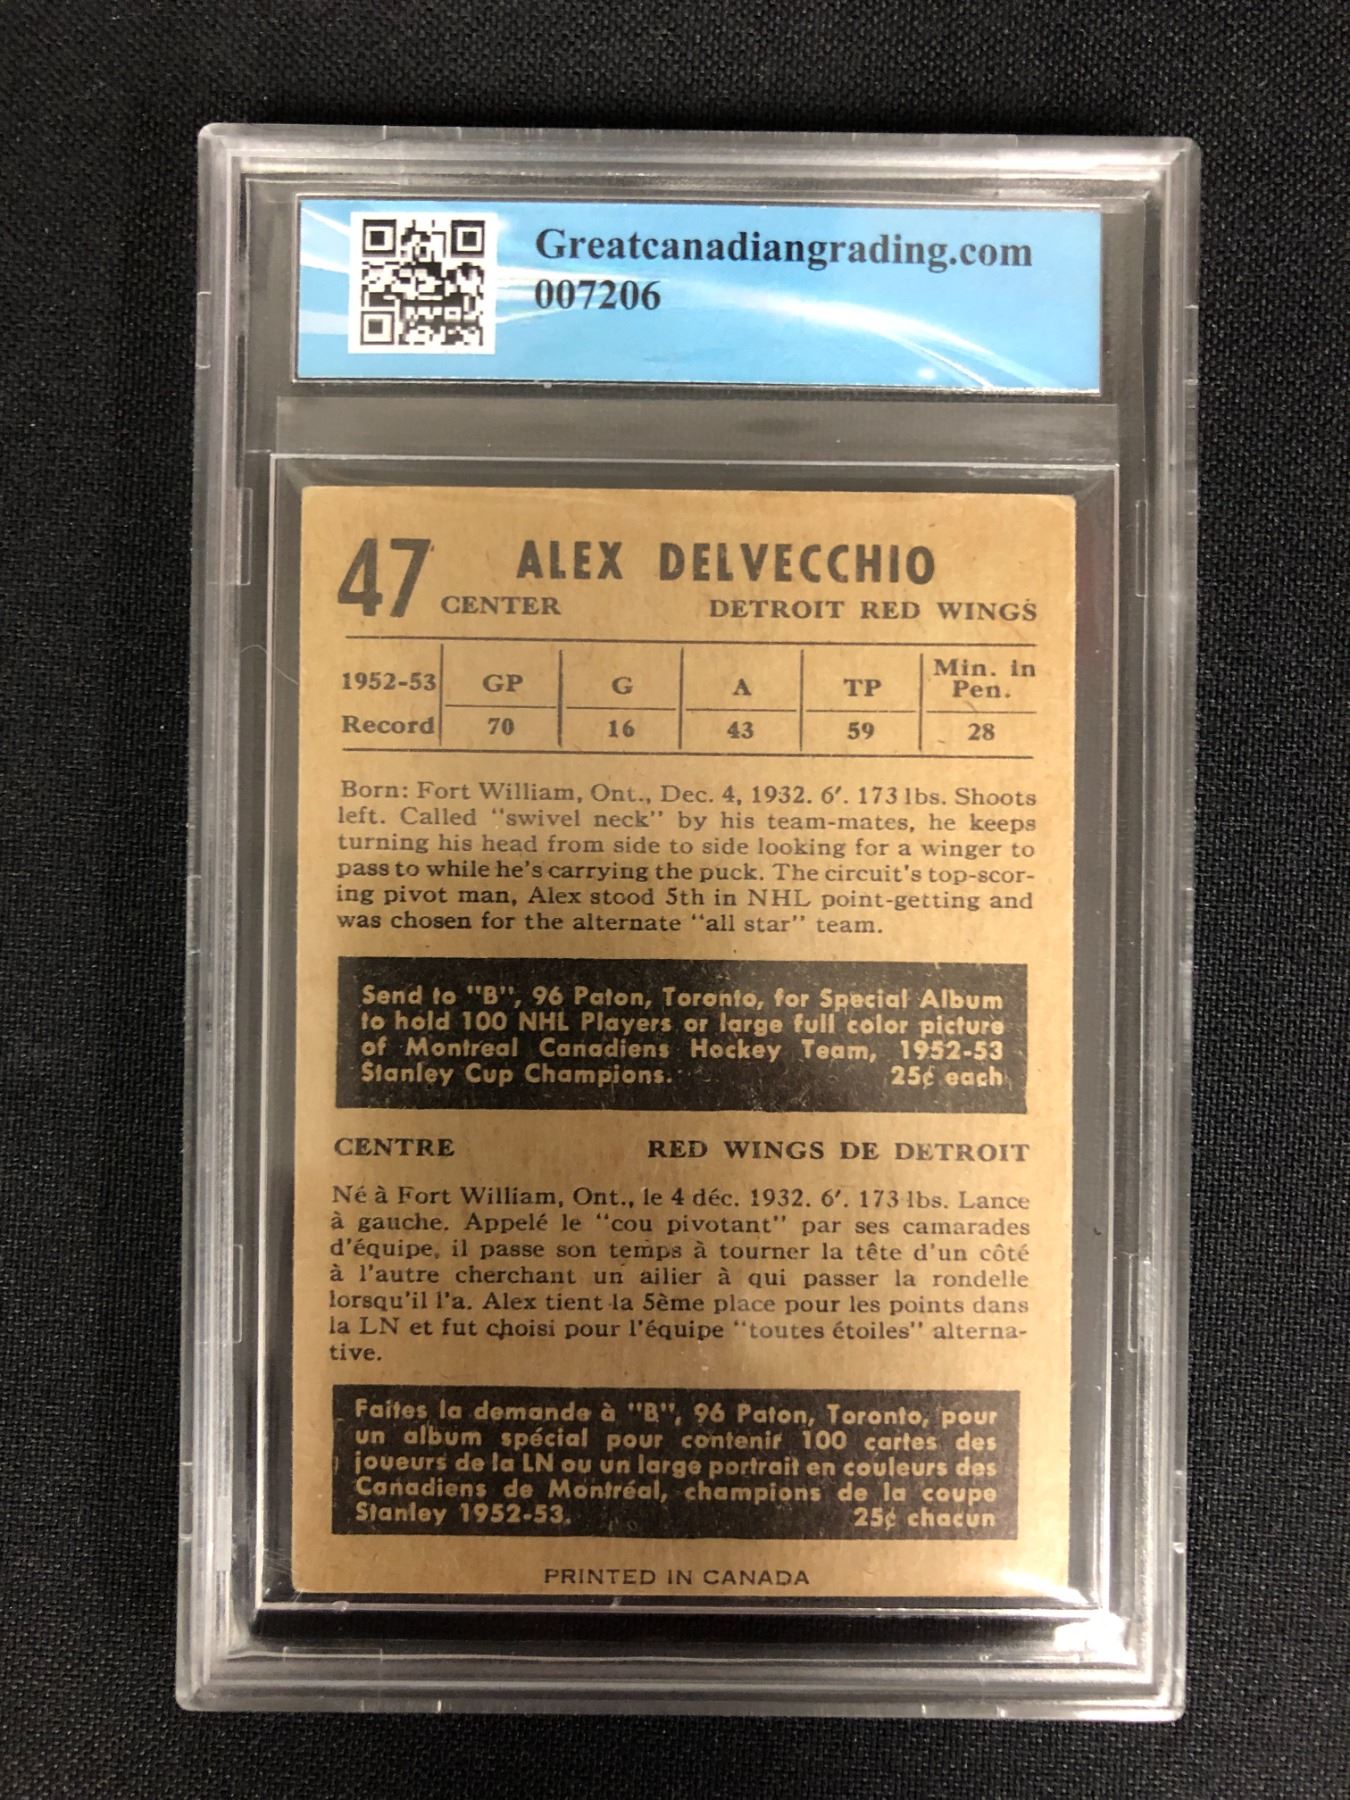 Greatcanadiangrading.com
007206
47 ALEX DELVECCHIO
CENTER DETROIT RED WINGS
1952-53 GP G A TP Min. in Pen.
Record 70 16 43 59 28
Born: Fort William, Ont., Dec. 4, 1932. 6′. 173 lbs. Shoots
left. Called "swivel neck" by his team-mates, he keeps
turning his head from side to side looking for a winger to
pass to while he's carrying the puck. The circuit's top-scor-
ing pivot man, Alex stood 5th in NHL point-getting and
was chosen for the alternate "all star" team.
Send to "B", 96 Paton, Toronto, for Special Album
to hold 100 NHL Players or large full color picture
of Montreal Canadiens Hockey Team, 1952-53
Stanley Cup Champions. 25¢ each
CENTRE RED WINGS DE DETROIT
Né à Fort William, Ont., le 4 déc. 1932. 6′. 173 lbs. Lance
à gauche. Appelé le "cou pivotant" par ses camarades
d'équipe, il passe son temps à tourner la tête d'un côté
à l'autre cherchant un ailier à qui passer la rondelle
lorsqu'il l'a. Alex tient la 5ème place pour les points dans
la LN et fut choisi pour l'équipe "toutes étoiles" alterna-
tive.
Faites la demande à "B", 96 Paton, Toronto, pour
un album spécial pour contenir 100 cartes des
joueurs de la LN ou un large portrait en couleurs des
Canadiens de Montréal, champions de la coupe
Stanley 1952-53. 25¢ chacun
PRINTED IN CANADA